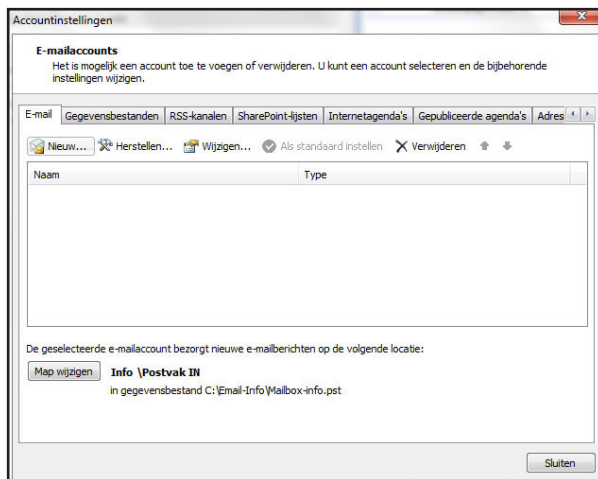 Accountinstellingen
E-mailaccounts
Het is mogelijk een account toe te voegen of verwijderen. U kunt een account selecteren en de bijbehorende
instellingen wijzigen.
E-mail Gegevensbestanden RSS-kanalen SharePoint-lijsten Internetagenda's Gepubliceerde agenda's Adres
Nieuw... Herstellen... Wijzigen... Als standaard instellen Verwijderen
Naam Type
De geselecteerde e-mailaccount bezorgt nieuwe e-mailberichten op de volgende locatie:
Map wijzigen Info \Postvak IN
in gegevensbestand C:\Email-Info\Mailbox-info.pst
Sluiten